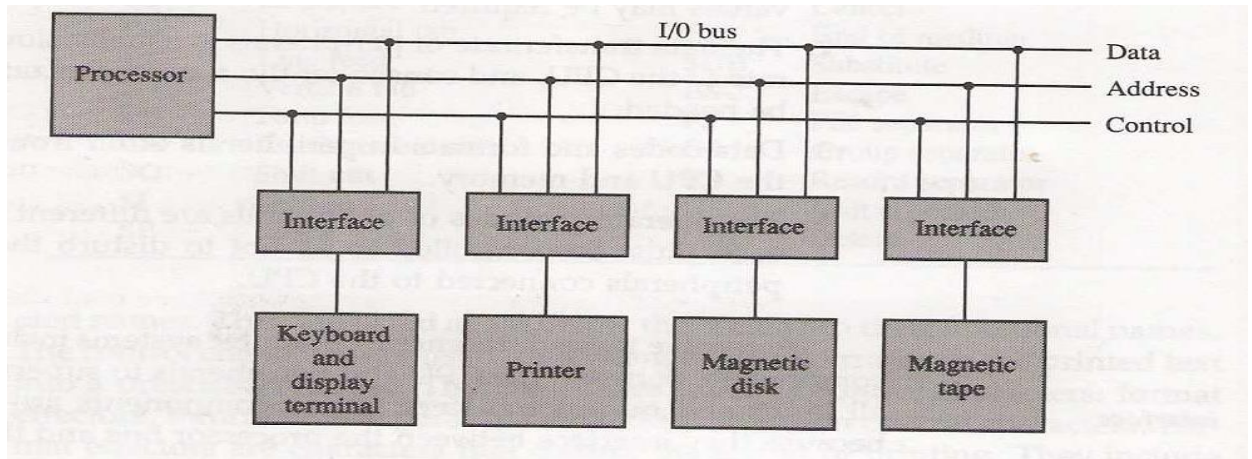 I/0 bus
Processor
Data
Address
Control
Interface
Interface
Interface
Interface
Keyboard
and
display
terminal
Printer
Magnetic
disk
Magnetic
tape